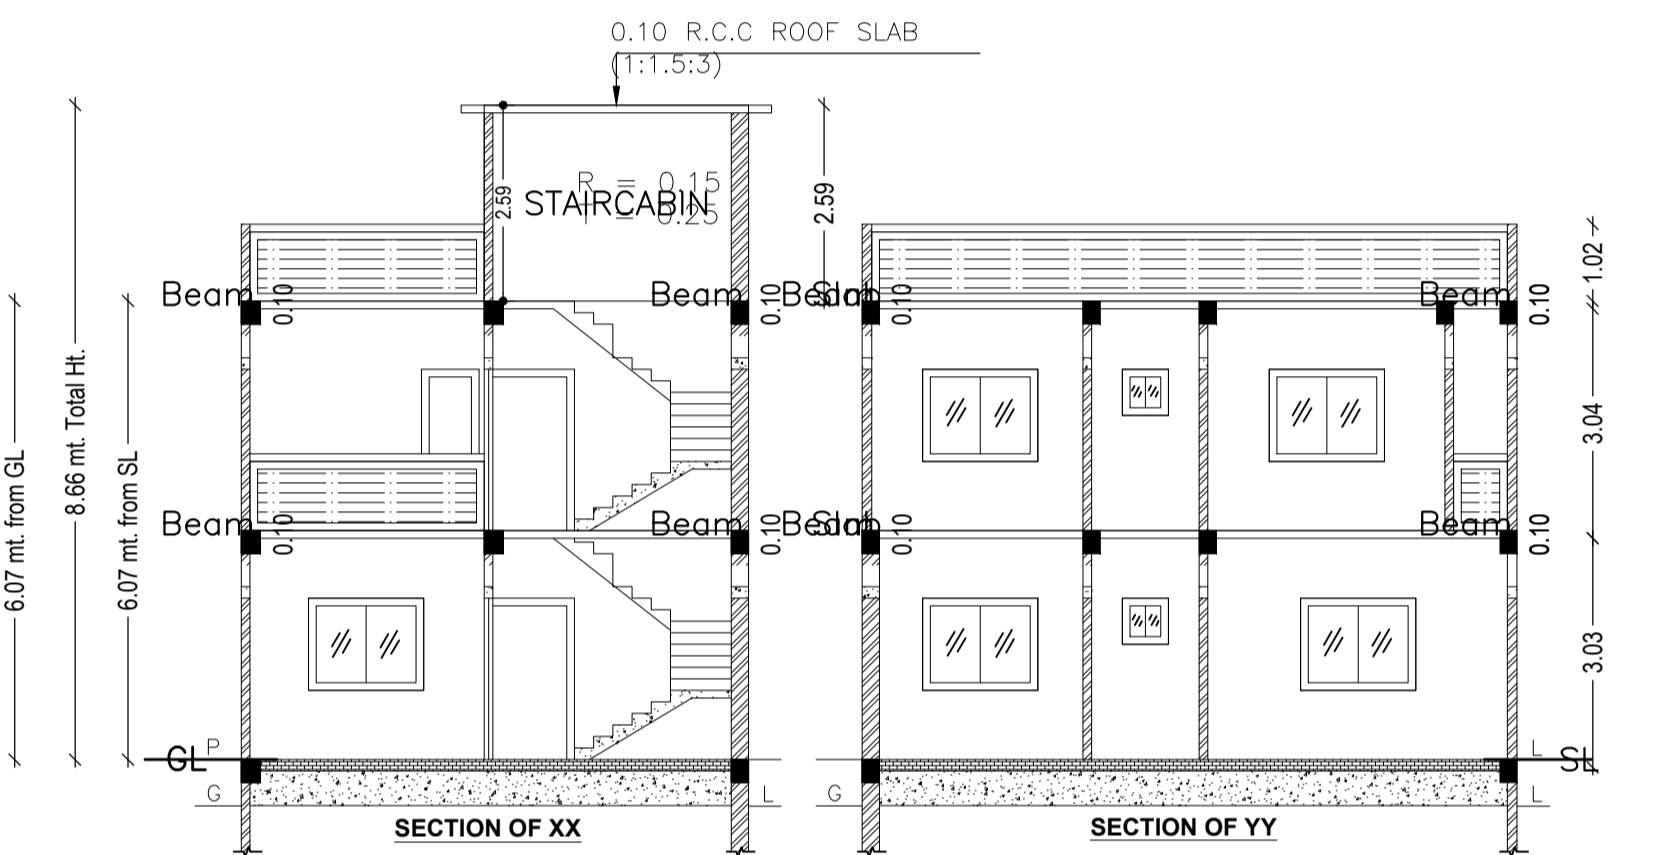 0.10 R.C.C ROOF SLAB
(1:1.5:3)
R = 0.15
STAIRCABIN
T = 0.25
2.59
2.59
1.02
Beam
0.10
Beam
0.10
Beam
Slab
0.10
Beam
0.10
6.07 mt. from GL
8.66 mt. Total Ht.
6.07 mt. from SL
3.04
Beam
0.10
Beam
0.10
Beam
Slab
0.10
Beam
0.10
3.03
GL
P
L
SL
G
L
G
L
SECTION OF XX
SECTION OF YY